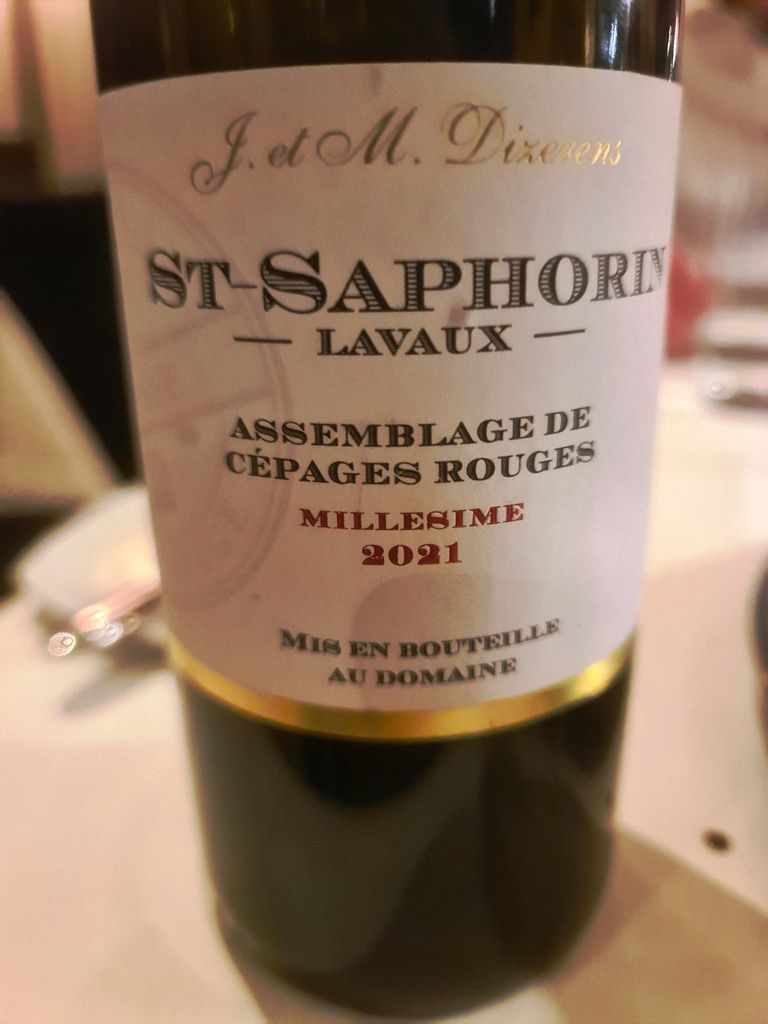 J. et M. Dizerens
ST-SAPHORIN
— LAVAUX —
ASSEMBLAGE DE
CÉPAGES ROUGES
MILLESIME
2021
MIS EN BOUTEILLE
AU DOMAINE